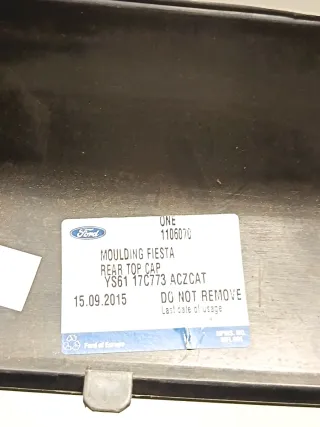 ONE
Ford
1106070
MOULDING FIESTA
REAR TOP CAP
YS61 17C773 ACZCAT
15.09.2015 DO NOT REMOVE
Last date of usage
Ford of Europe